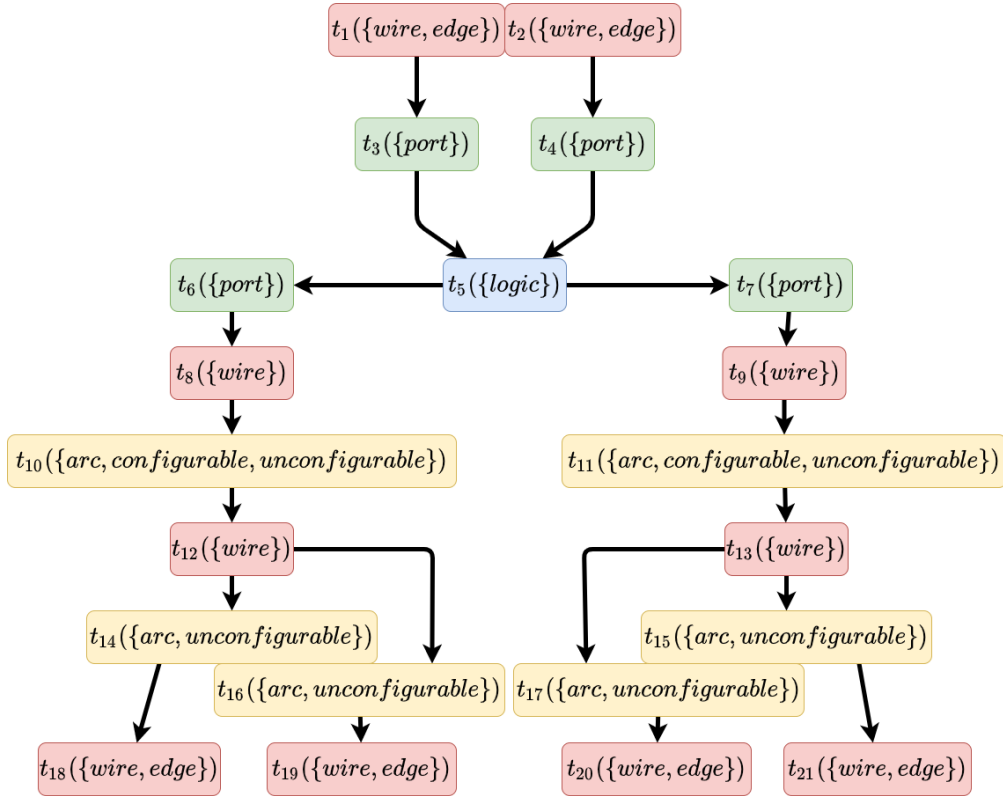 t₁({wire, edge}) t₂({wire, edge})
t₃({port}) t₄({port})
t₆({port}) t₅({logic}) t₇({port})
t₈({wire}) t₉({wire})
t₁₀({arc, configurable, unconfigurable}) t₁₁({arc, configurable, unconfigurable})
t₁₂({wire}) t₁₃({wire})
t₁₄({arc, unconfigurable}) t₁₅({arc, unconfigurable})
t₁₆({arc, unconfigurable}) t₁₇({arc, unconfigurable})
t₁₈({wire, edge}) t₁₉({wire, edge}) t₂₀({wire, edge}) t₂₁({wire, edge})